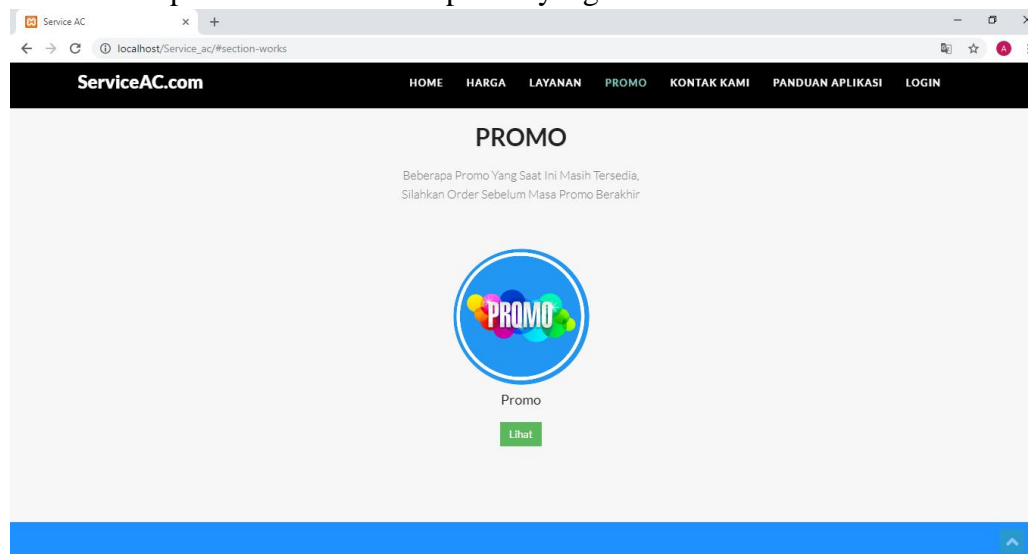 Service AC
localhost/Service_ac/#section-works
A
ServiceAC.com
HOME HARGA LAYANAN PROMO KONTAK KAMI PANDUAN APLIKASI LOGIN
PROMO
Beberapa Promo Yang Saat Ini Masih Tersedia,
Silahkan Order Sebelum Masa Promo Berakhir
PROMO
Promo
Lihat